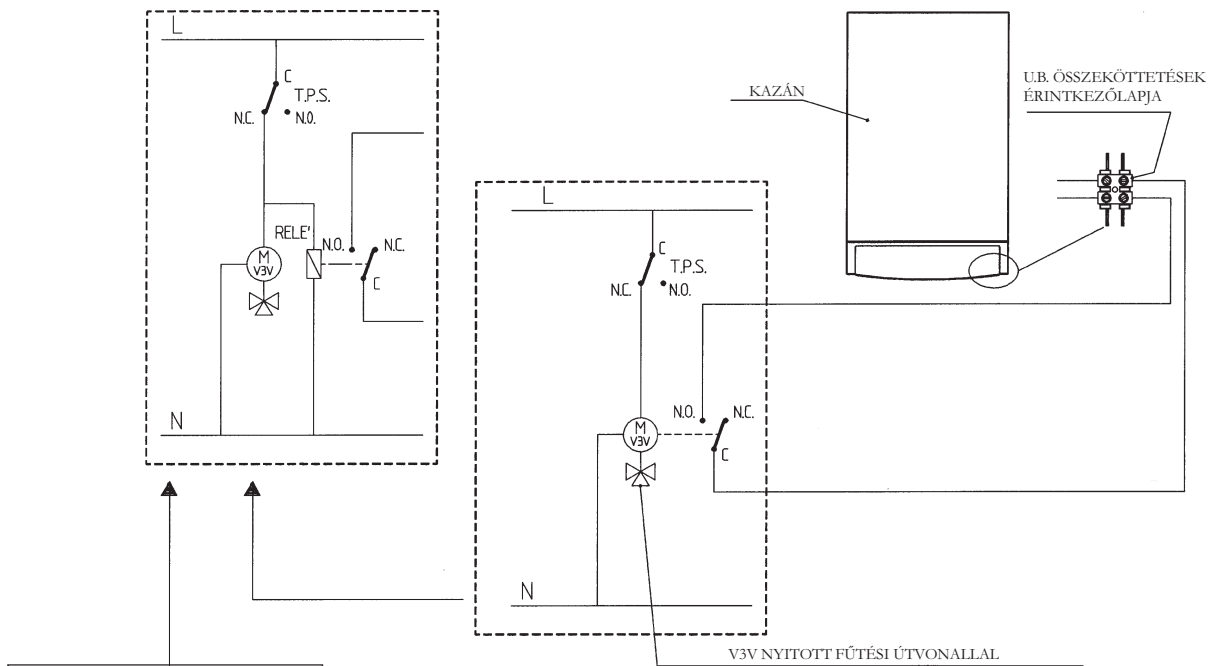 L
C
T.P.S.
N.C.
N.O.
RELE'
N.O.
N.C.
M
V3V
C
N
L
C
T.P.S.
N.C.
N.O.
N.O.
N.C.
M
V3V
C
N
KAZÁN
U.B. ÖSSZEKÖTTETÉSEK
ÉRINTKEZŐLAPJA
V3V NYITOTT FŰTÉSI ÚTVONALLAL